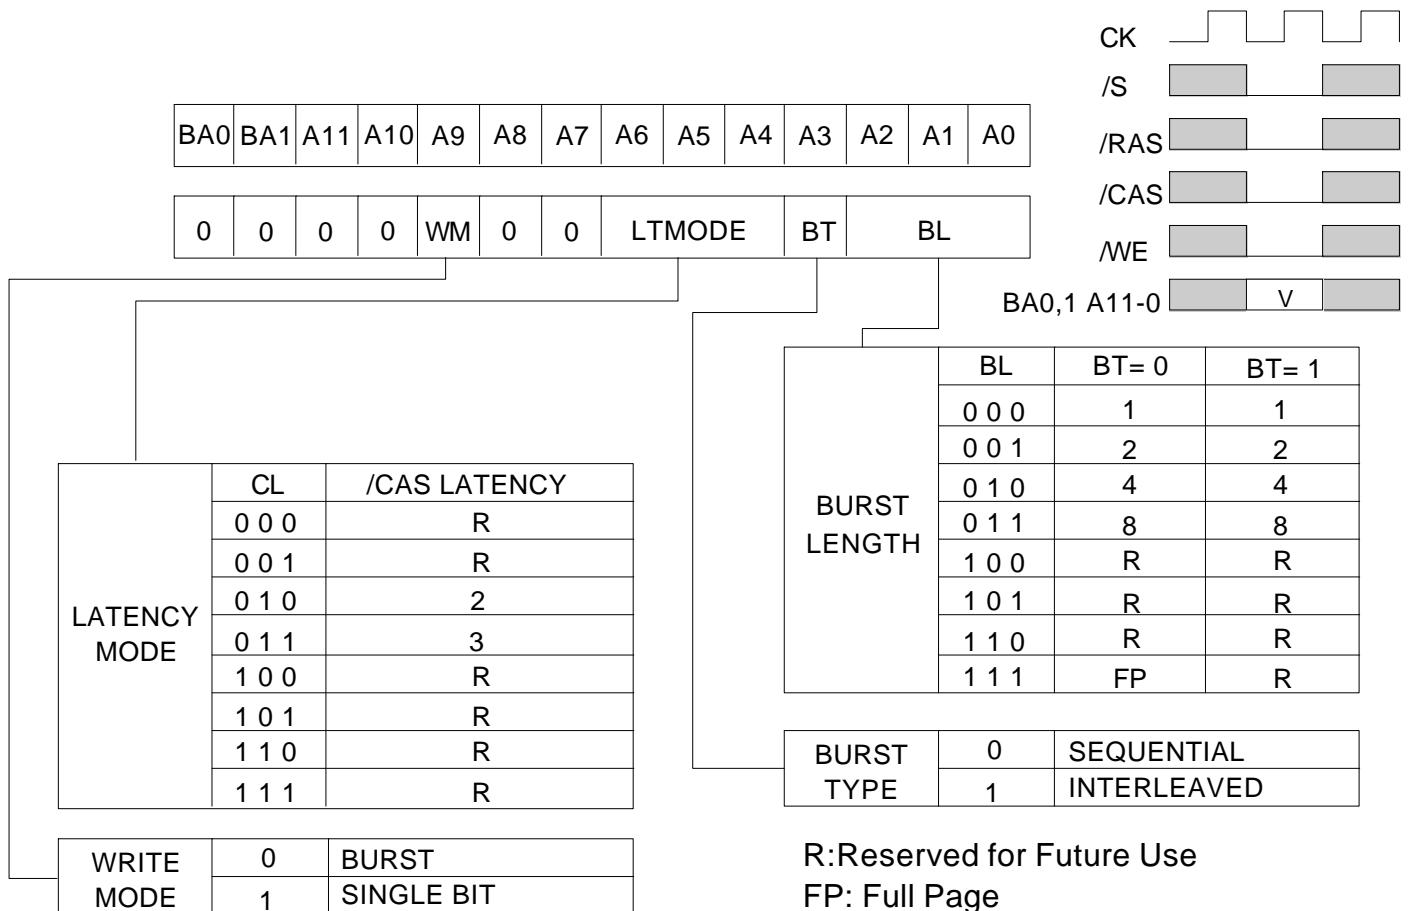 CK
/S
/RAS
/CAS
/WE
BA0,1 A11-0 V
BA0 BA1 A11 A10 A9 A8 A7 A6 A5 A4 A3 A2 A1 A0
0 0 0 0 WM 0 0 LTMODE BT BL
BURST LENGTH
BL BT= 0 BT= 1
0 0 0 1 1
0 0 1 2 2
0 1 0 4 4
0 1 1 8 8
1 0 0 R R
1 0 1 R R
1 1 0 R R
1 1 1 FP R
LATENCY MODE
CL /CAS LATENCY
0 0 0 R
0 0 1 R
0 1 0 2
0 1 1 3
1 0 0 R
1 0 1 R
1 1 0 R
1 1 1 R
BURST TYPE
0 SEQUENTIAL
1 INTERLEAVED
WRITE MODE
0 BURST
1 SINGLE BIT
R:Reserved for Future Use
FP: Full Page